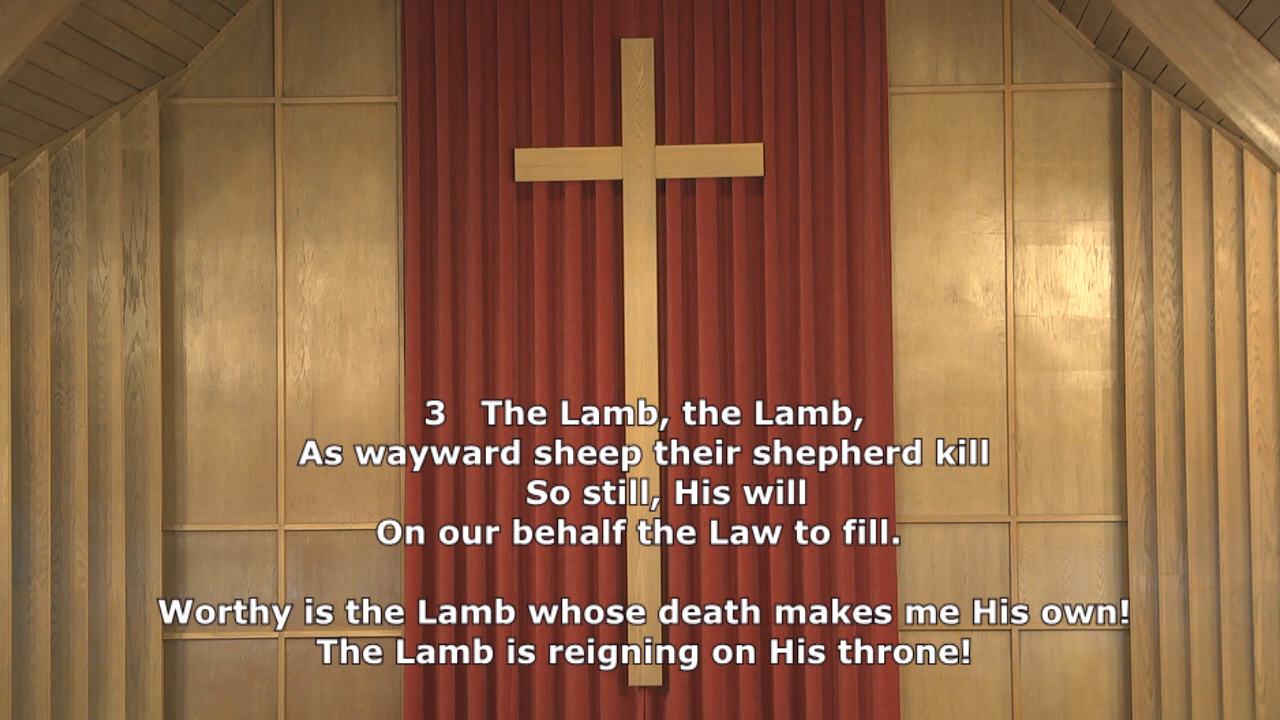 3 The Lamb, the Lamb,
As wayward sheep their shepherd kill
So still, His will
On our behalf the Law to fill.
Worthy is the Lamb whose death makes me His own!
The Lamb is reigning on His throne!